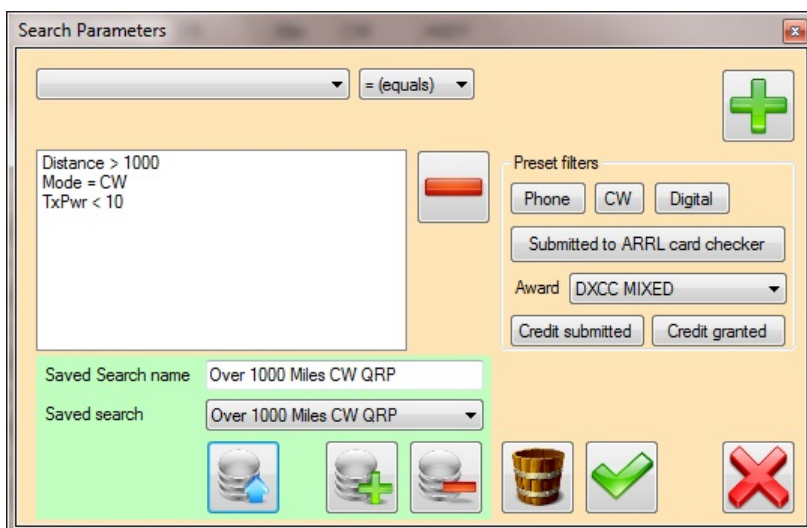 Search Parameters
= (equals)
Distance > 1000
Mode = CW
TxPwr < 10
Preset filters
Phone CW Digital
Submitted to ARRL card checker
Award DXCC MIXED
Credit submitted Credit granted
Saved Search name Over 1000 Miles CW QRP
Saved search Over 1000 Miles CW QRP